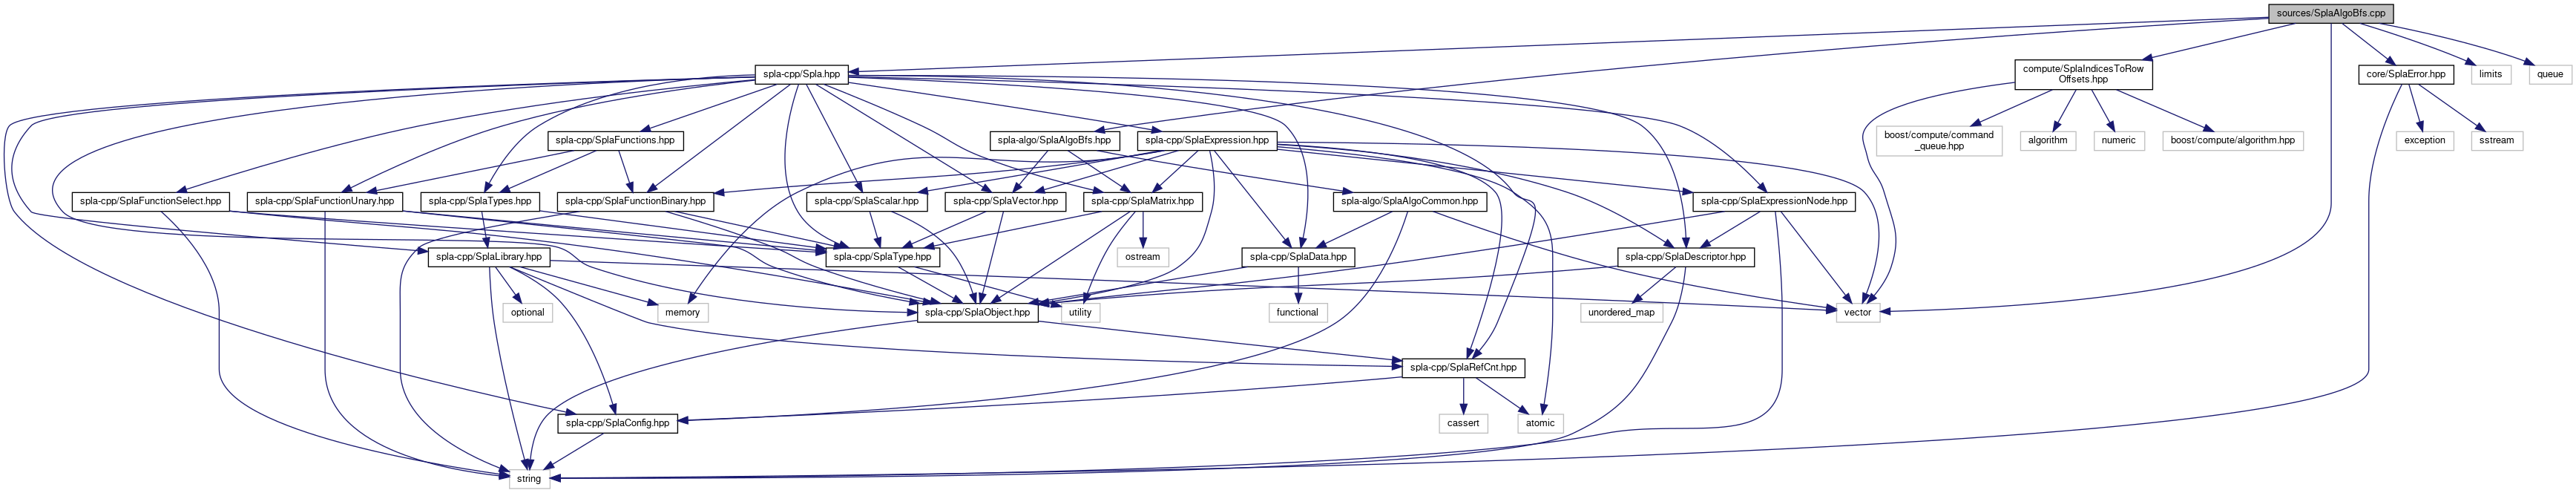 sources/SplaAlgoBfs.cpp
spla-cpp/Spla.hpp
compute/SplaIndicesToRow
Offsets.hpp
core/SplaError.hpp
limits
queue
spla-cpp/SplaFunctions.hpp
spla-algo/SplaAlgoBfs.hpp
spla-cpp/SplaExpression.hpp
boost/compute/command
_queue.hpp
algorithm
numeric
boost/compute/algorithm.hpp
exception
sstream
spla-cpp/SplaFunctionSelect.hpp
spla-cpp/SplaFunctionUnary.hpp
spla-cpp/SplaTypes.hpp
spla-cpp/SplaFunctionBinary.hpp
spla-cpp/SplaScalar.hpp
spla-cpp/SplaVector.hpp
spla-cpp/SplaMatrix.hpp
spla-algo/SplaAlgoCommon.hpp
spla-cpp/SplaExpressionNode.hpp
spla-cpp/SplaLibrary.hpp
spla-cpp/SplaType.hpp
ostream
spla-cpp/SplaData.hpp
spla-cpp/SplaDescriptor.hpp
optional
memory
spla-cpp/SplaObject.hpp
utility
functional
unordered_map
vector
spla-cpp/SplaRefCnt.hpp
spla-cpp/SplaConfig.hpp
cassert
atomic
string